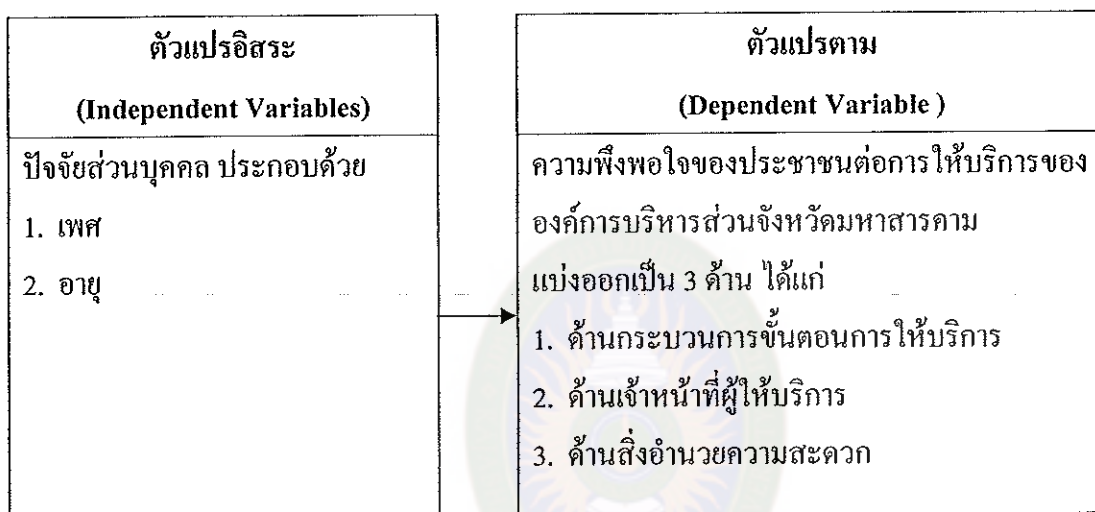 ตัวแปรอิสระ
(Independent Variables)
ปัจจัยส่วนบุคคล ประกอบด้วย
1. เพศ
2. อายุ
ตัวแปรตาม
(Dependent Variable )
ความพึงพอใจของประชาชนต่อการให้บริการของ
องค์การบริหารส่วนจังหวัดมหาสารคาม
แบ่งออกเป็น 3 ด้าน ได้แก่
1. ด้านกระบวนการขั้นตอนการให้บริการ
2. ด้านเจ้าหน้าที่ผู้ให้บริการ
3. ด้านสิ่งอำนวยความสะดวก